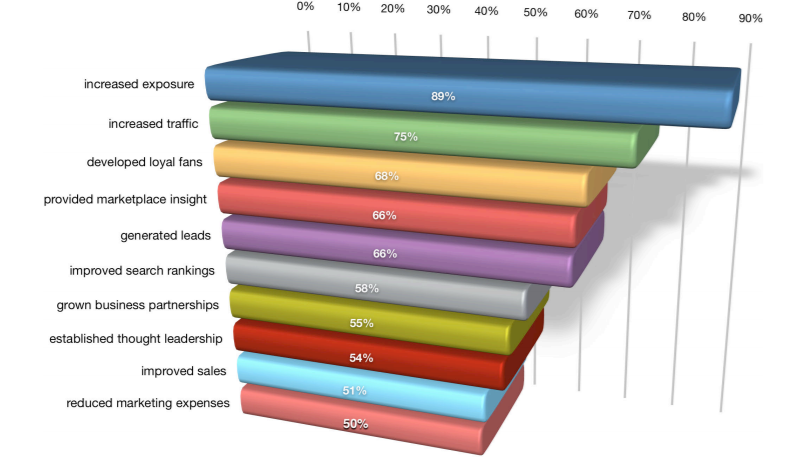 0% 10% 20% 30% 40% 50% 60% 70% 80% 90%
increased exposure 89%
increased traffic 75%
developed loyal fans 68%
provided marketplace insight 66%
generated leads 66%
improved search rankings 58%
grown business partnerships 55%
established thought leadership 54%
improved sales 51%
reduced marketing expenses 50%